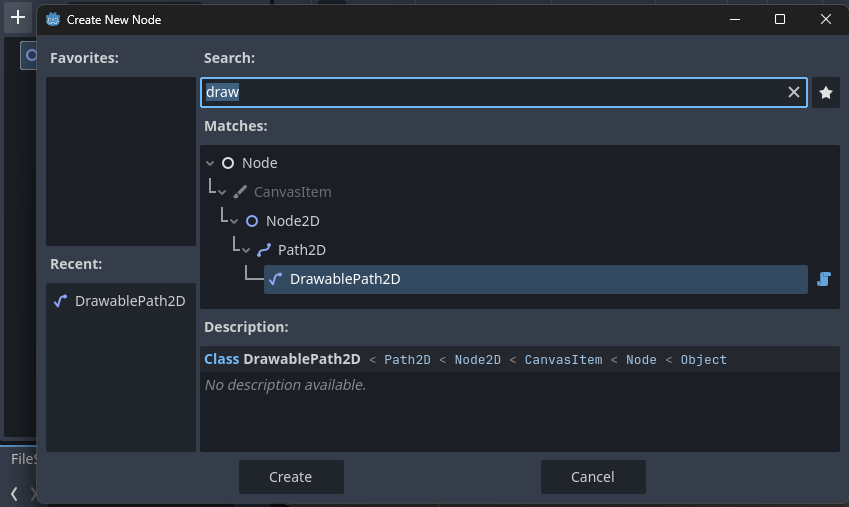 Create New Node
Favorites:
Search:
draw
Matches:
Node
CanvasItem
Node2D
Path2D
DrawablePath2D
Recent:
DrawablePath2D
Description:
Class DrawablePath2D < Path2D < Node2D < CanvasItem < Node < Object
No description available.
Create
Cancel